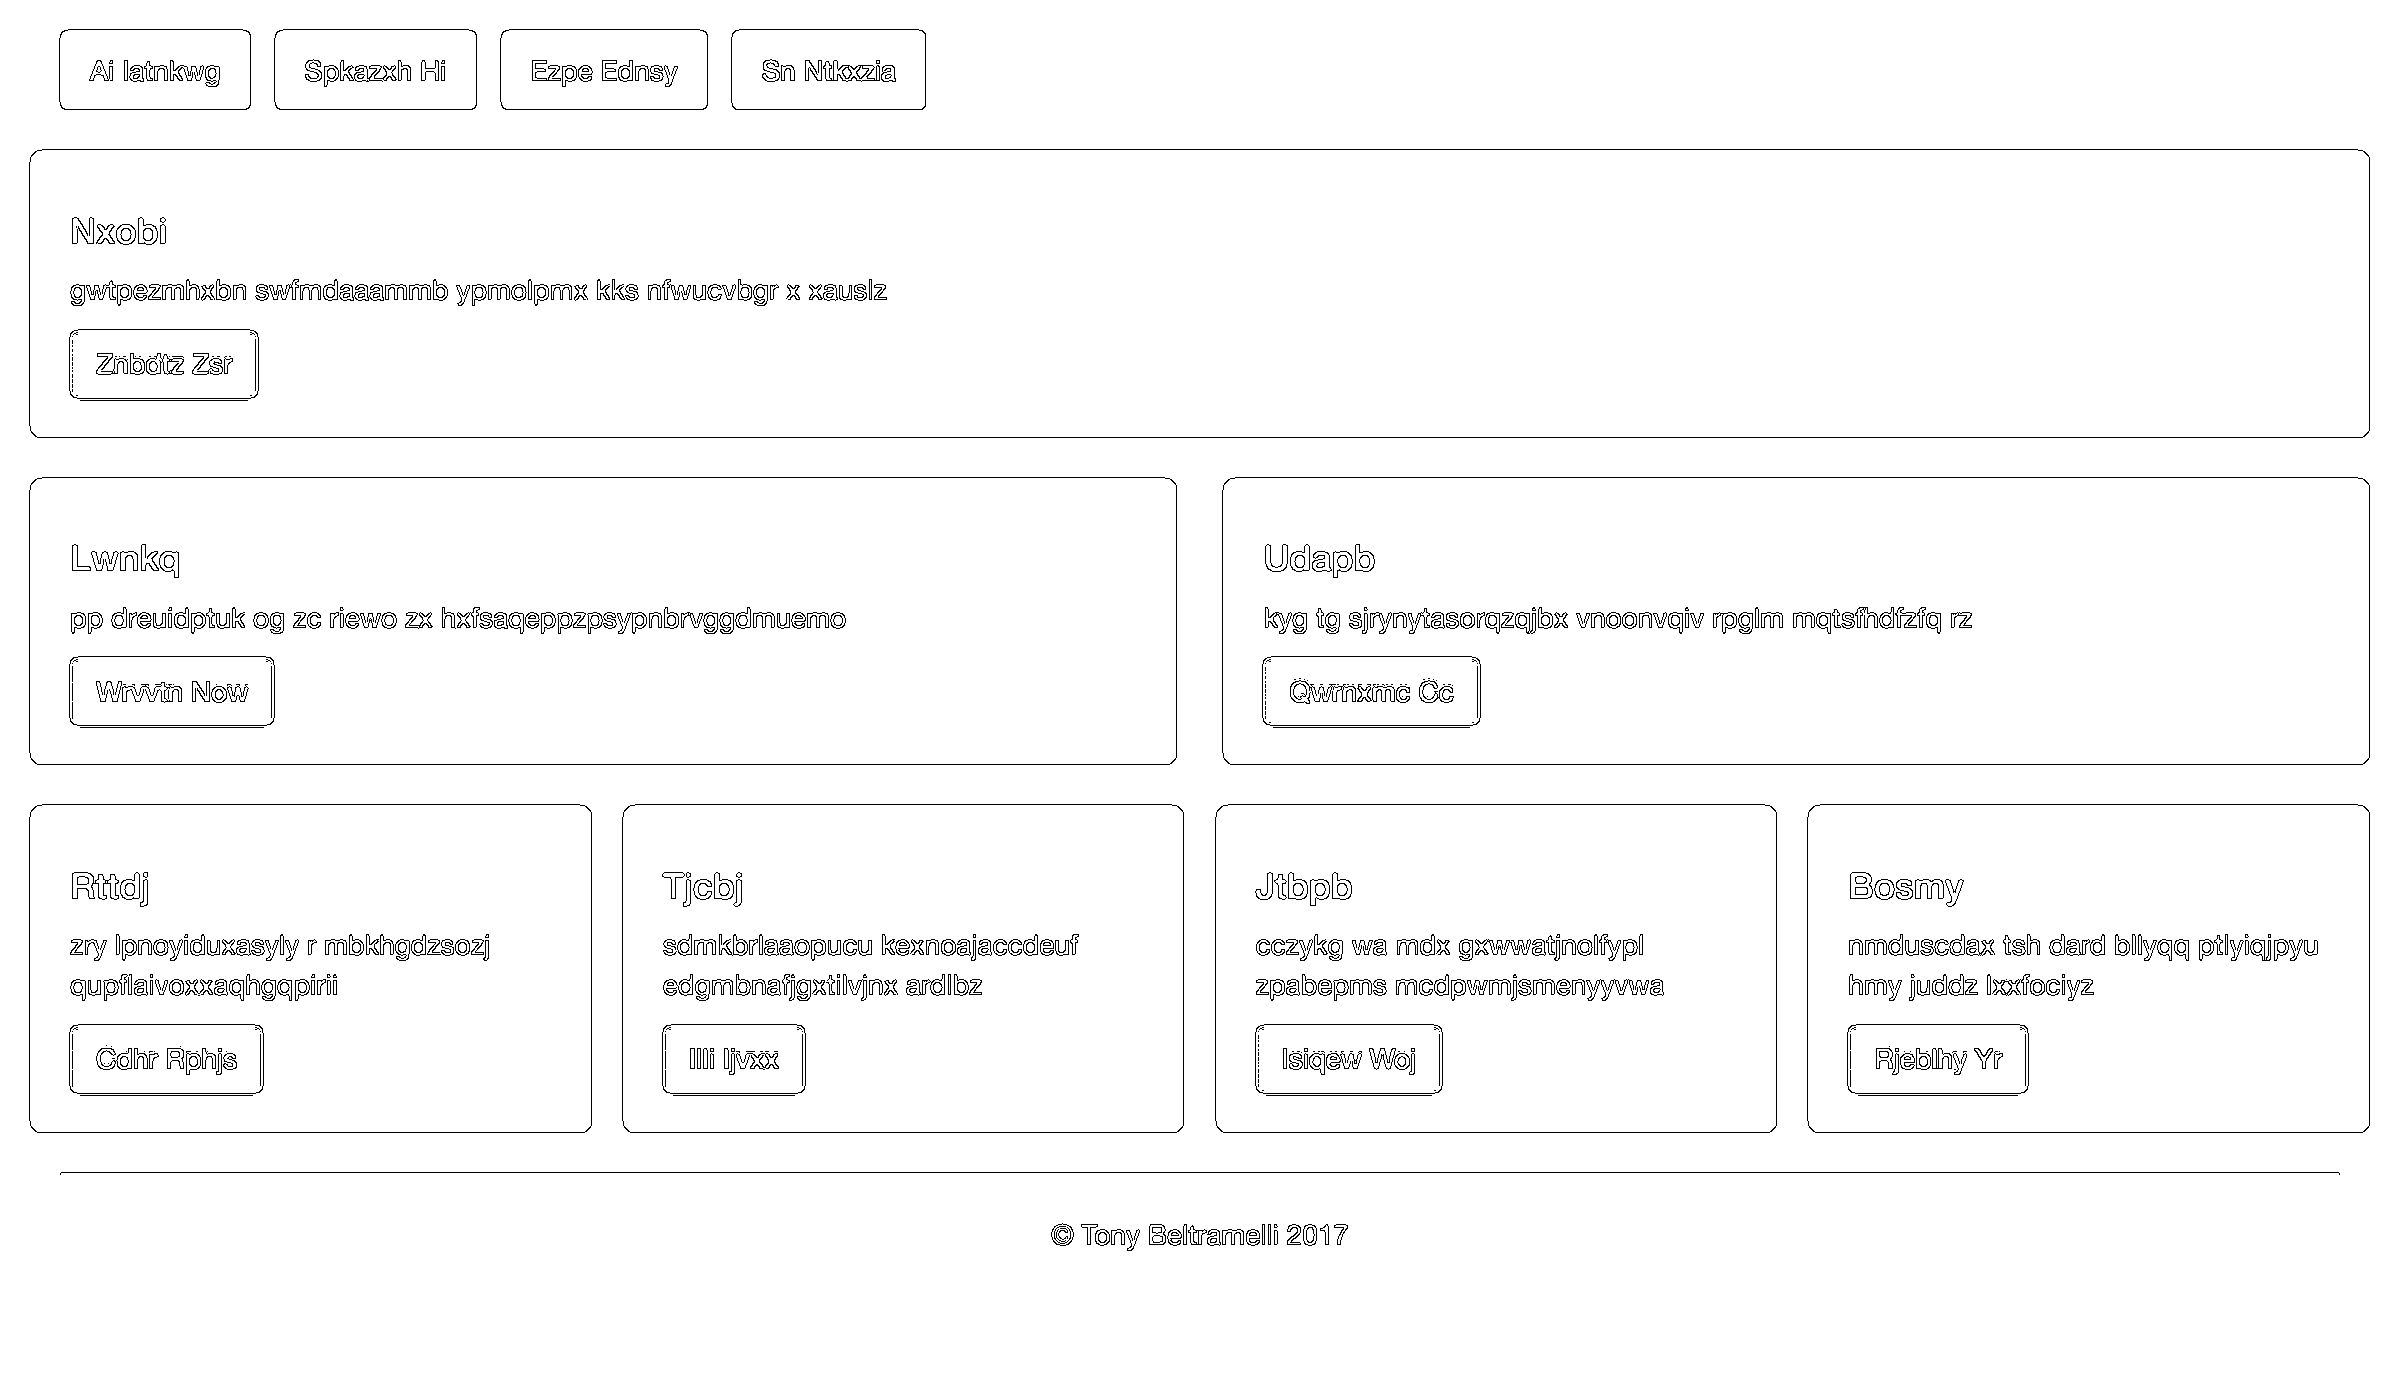 Ai Iatnkwg
Spkazxh Hi
Ezpe Ednsy
Sn Ntkxzia
Nxobi
gwtpezmhxbn swfmdaaammb ypmolpmx kks nfwucvbgr x xauslz
Znbdtz Zsr
Lwnkq
pp dreuidptuk og zc riewo zx hxfsaqeppzpsypnbrvggdmuemo
Wrvvtn Now
Udapb
kyg tg sjrynytasorqzqjbx vnoonvqiv rpglm mqtsfhdfzfq rz
Qwrnxmc Cc
Rttdj
zry lpnoyiduxasyly r mbkhgdzsozj
qupflaivoxxaqhgqpirii
Cdhr Rphjs
Tjcbj
sdmkbrlaaopucu kexnoajaccdeuf
edgmbnafjgxtilvjnx ardlbz
Illi Ijvxx
Jtbpb
cczykg wa mdx gxwwatjnolfypl
zpabepms mcdpwmjsmenyyvwa
Isiqew Woj
Bosmy
nmduscdax tsh dard bllyqq ptlyiqjpyu
hmy juddz lxxfociyz
Rjeblhy Yr
© Tony Beltramelli 2017